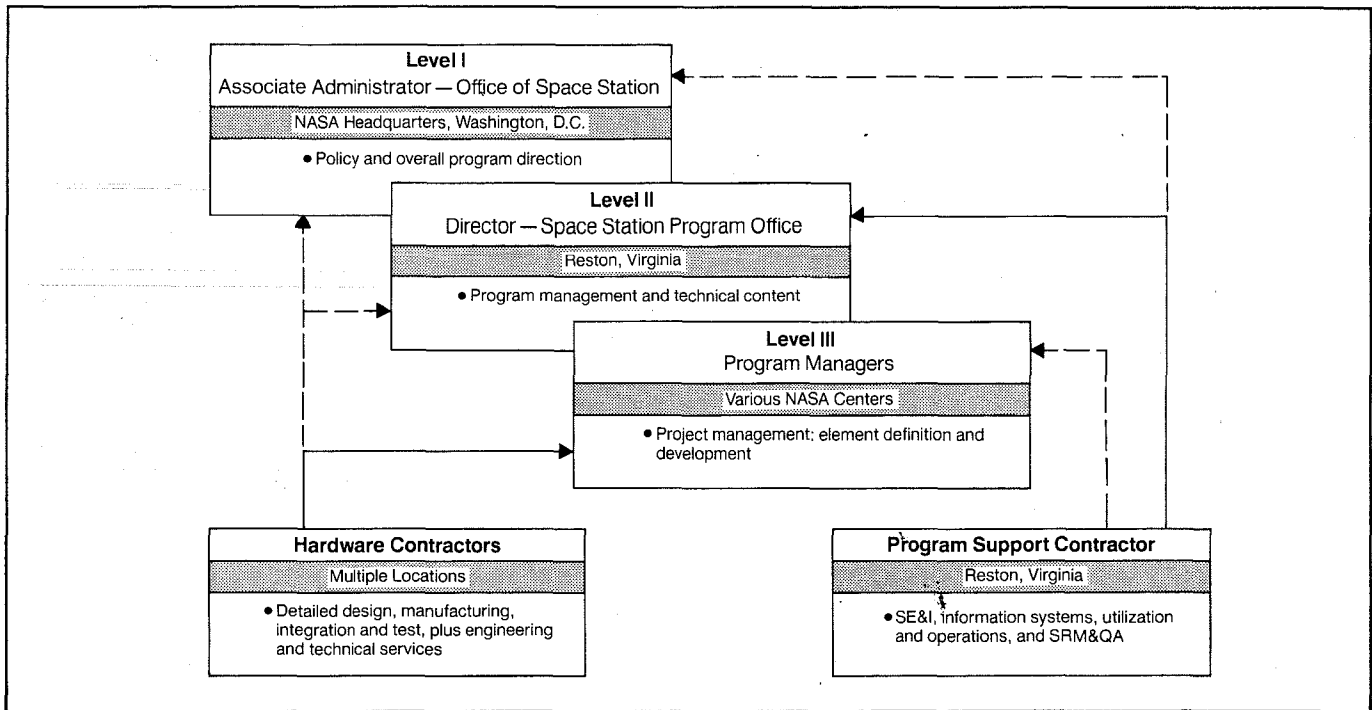 Level I
Associate Administrator — Office of Space Station
NASA Headquarters, Washington, D.C.
• Policy and overall program direction
Level II
Director — Space Station Program Office
Reston, Virginia
• Program management and technical content
Level III
Program Managers
Various NASA Centers
• Project management; element definition and
development
Hardware Contractors
Multiple Locations
• Detailed design, manufacturing,
integration and test, plus engineering
and technical services
Program Support Contractor
Reston, Virginia
• SE&I, information systems, utilization
and operations, and SRM&QA